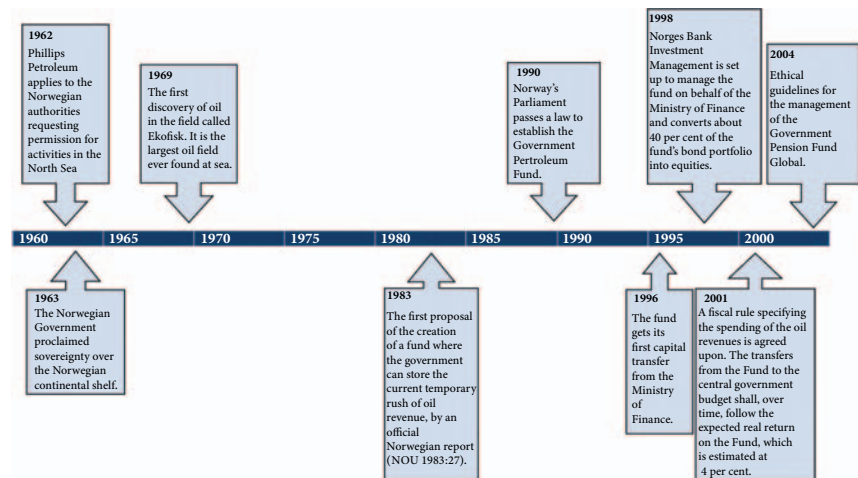 1962
Phillips
Petroleum
applies to the
Norwegian
authorities
requesting
permission for
activities in the
North Sea
1969
The first
discovery of oil
in the field called
Ekofisk. It is the
largest oil field
ever found at sea.
1990
Norway's
Parliament
passes a law to
establish the
Government
Pertroleum
Fund.
1998
Norges Bank
Investment
Management is set
up to manage the
fund on behalf of the
Ministry of Finance
and converts about
40 per cent of the
fund's bond portfolio
into equities.
2004
Ethical
guidelines for
the management
of the
Government
Pension Fund
Global.
1960 1965 1970 1975 1980 1985 1990 1995 2000
1963
The Norwegian
Government
proclaimed
sovereignty over
the Norwegian
continental shelf.
1983
The first proposal
of the creation
of a fund where
the government
can store the
current temporary
rush of oil
revenue, by an
official
Norwegian report
(NOU 1983:27).
1996
The fund
gets its
first capital
transfer
from the
Ministry
of
Finance.
2001
A fiscal rule specifying
the spending of the oil
revenues is agreed
upon. The transfers
from the Fund to the
central government
budget shall, over
time, follow the
expected real return
on the Fund, which
is estimated at
4 per cent.